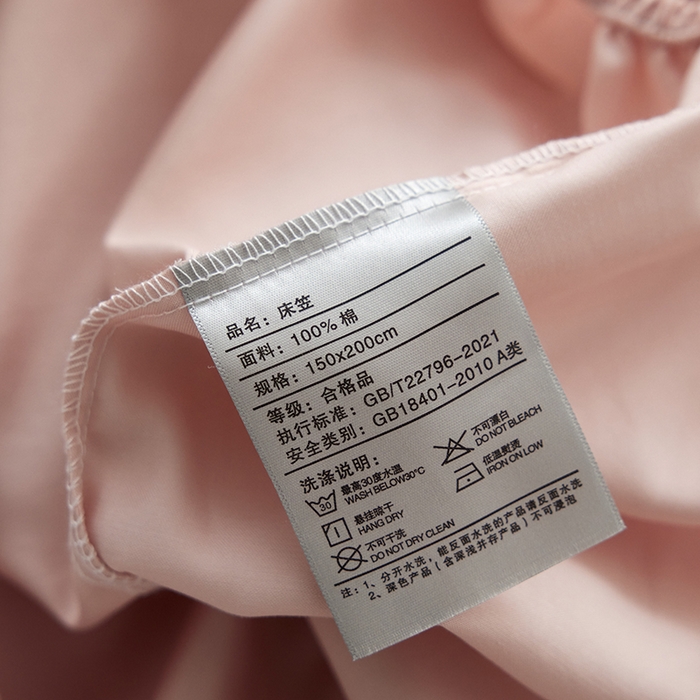 品名：床笠
面料：100% 棉
规格：150x200cm
等级：合格品
执行标准：GB/T22796-2021
安全类别：GB18401-2010 A类
洗涤说明：
30
最高30度水温
WASH BELOW30°C
不可漂白
DO NOT BLEACH
悬挂晾干
HANG DRY
低温熨烫
IRON ON LOW
不可干洗
DO NOT DRY CLEAN
注：1、分开水洗，能反面水洗的产品请反面水洗
2、深色产品（含深浅并存产品）不可浸泡